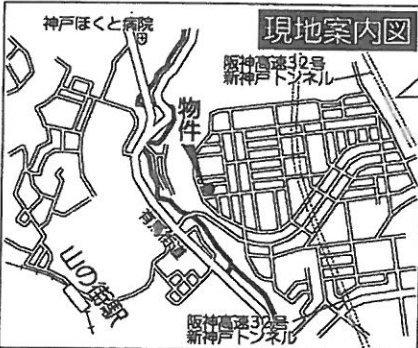 神戸ほくと病院
現地案内図
阪神高速32号
新神戸トンネル
物件
有馬街道
山の街駅
阪神高速32号
新神戸トンネル